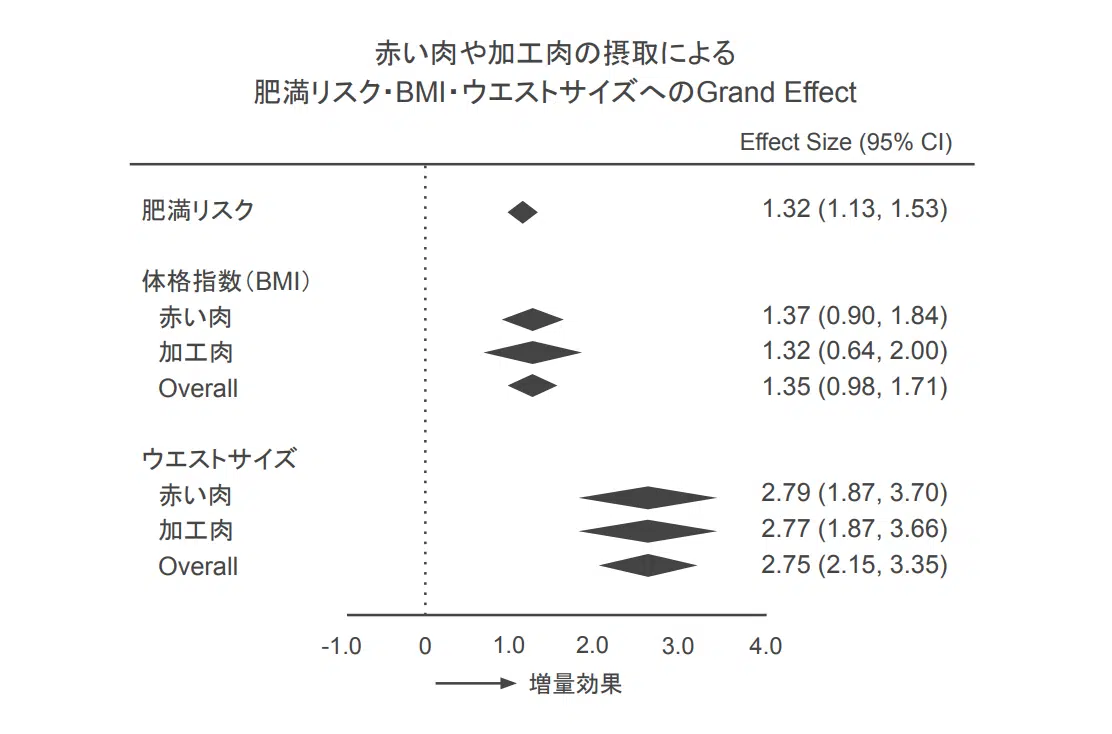 赤い肉や加工肉の摂取による
肥満リスク・BMI・ウエストサイズへのGrand Effect
Effect Size (95% CI)
肥満リスク 1.32 (1.13, 1.53)
体格指数（BMI）
赤い肉 1.37 (0.90, 1.84)
加工肉 1.32 (0.64, 2.00)
Overall 1.35 (0.98, 1.71)
ウエストサイズ
赤い肉 2.79 (1.87, 3.70)
加工肉 2.77 (1.87, 3.66)
Overall 2.75 (2.15, 3.35)
-1.0 0 1.0 2.0 3.0 4.0
増量効果